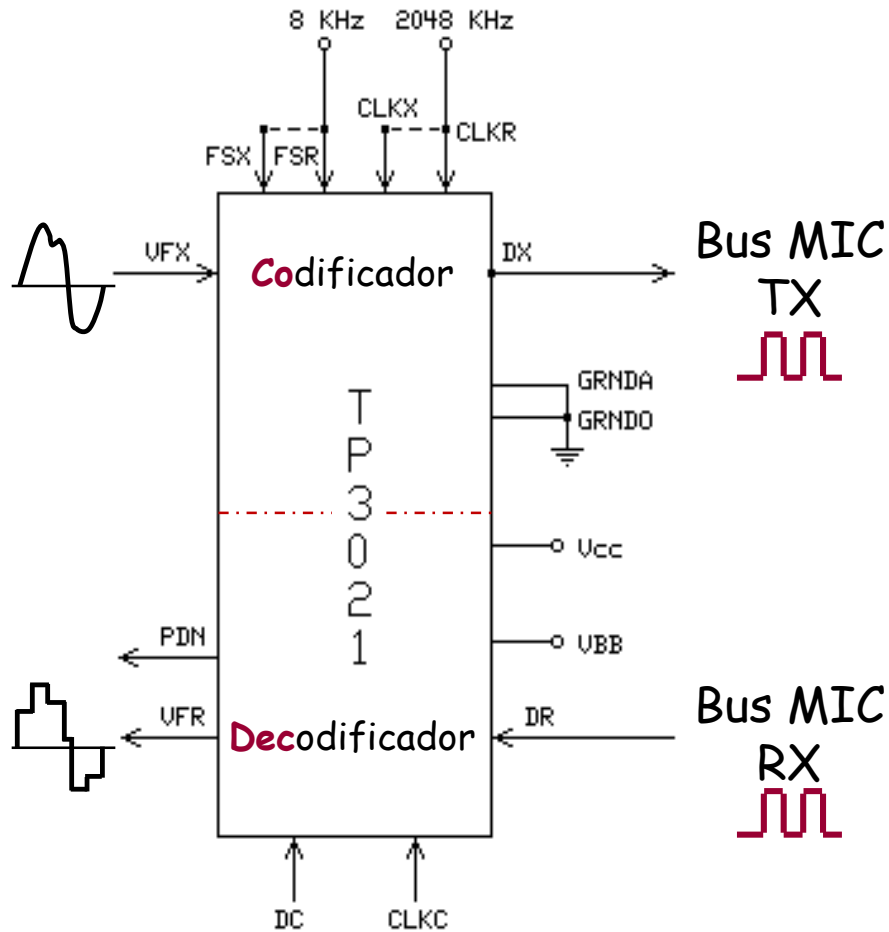 8 KHz 2048 KHz
CLKX
CLKR
FSX FSR
VFX
Codificador
DX
Bus MIC
TX
GRNDA
GRNDO
T
P
3
0
2
1
Vcc
VBB
PDN
VFR
Decodificador
DR
Bus MIC
RX
DC CLKC